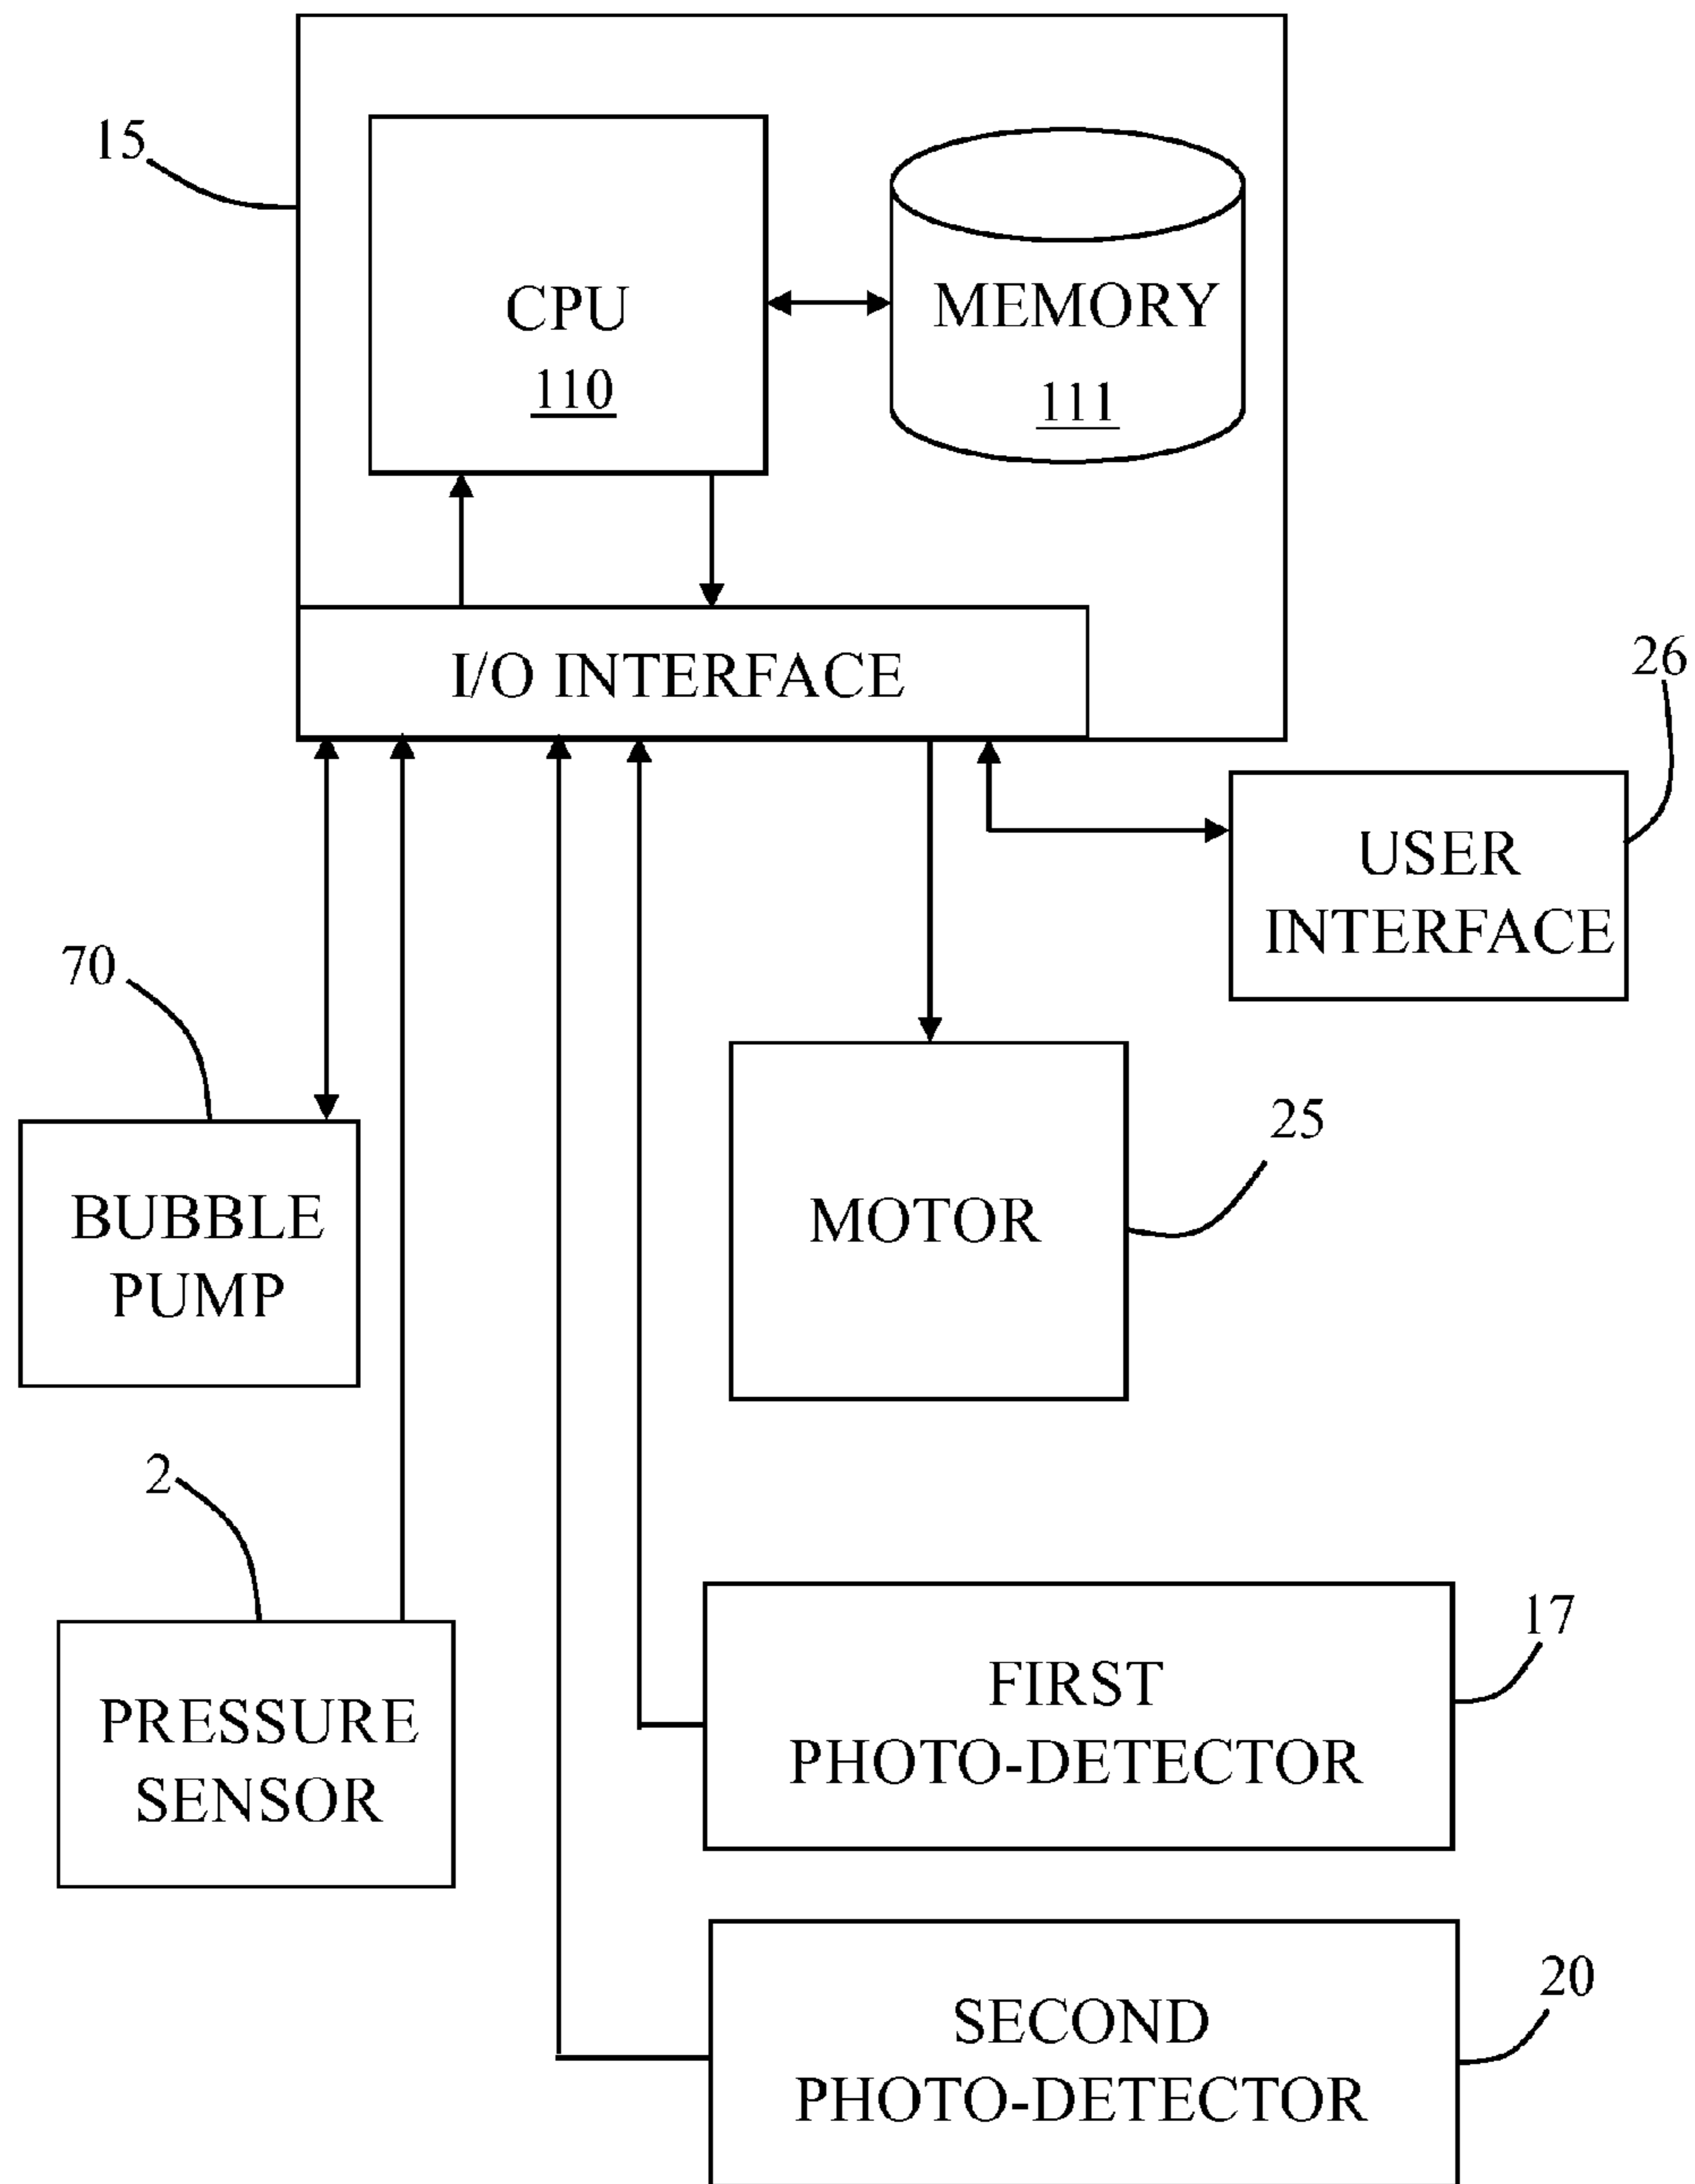 15
CPU
110
MEMORY
111
I/O INTERFACE
26
USER
INTERFACE
70
BUBBLE
PUMP
25
MOTOR
2
PRESSURE
SENSOR
17
FIRST
PHOTO-DETECTOR
20
SECOND
PHOTO-DETECTOR